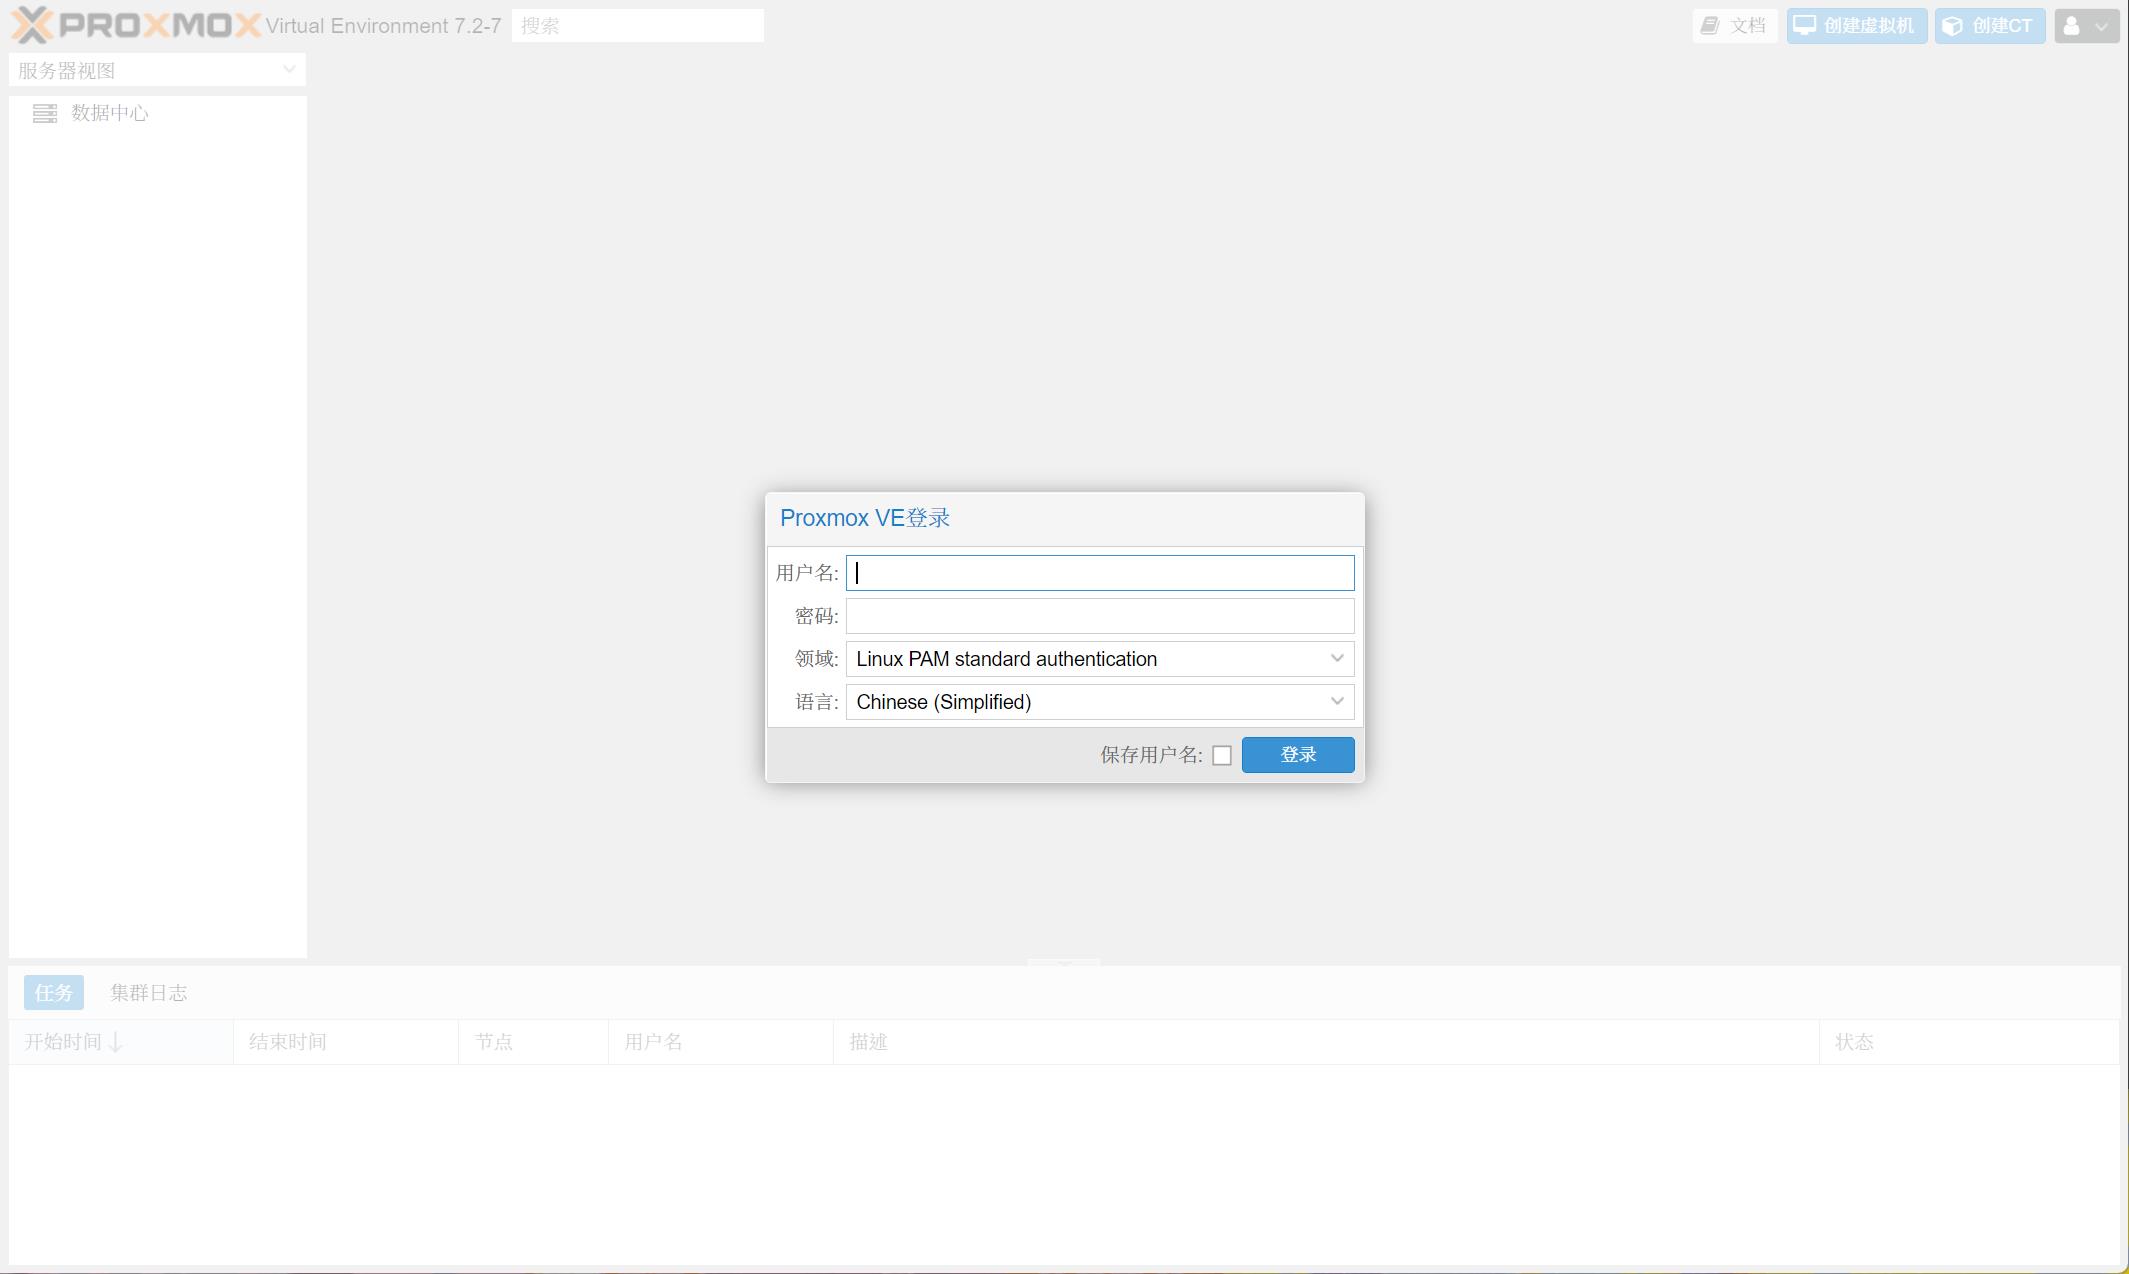 PROXMOX Virtual Environment 7.2-7 搜索 文档 创建虚拟机 创建CT
服务器视图
数据中心
Proxmox VE登录
用户名:
密码:
领域: Linux PAM standard authentication
语言: Chinese (Simplified)
保存用户名: 登录
任务 集群日志
开始时间 结束时间 节点 用户名 描述 状态